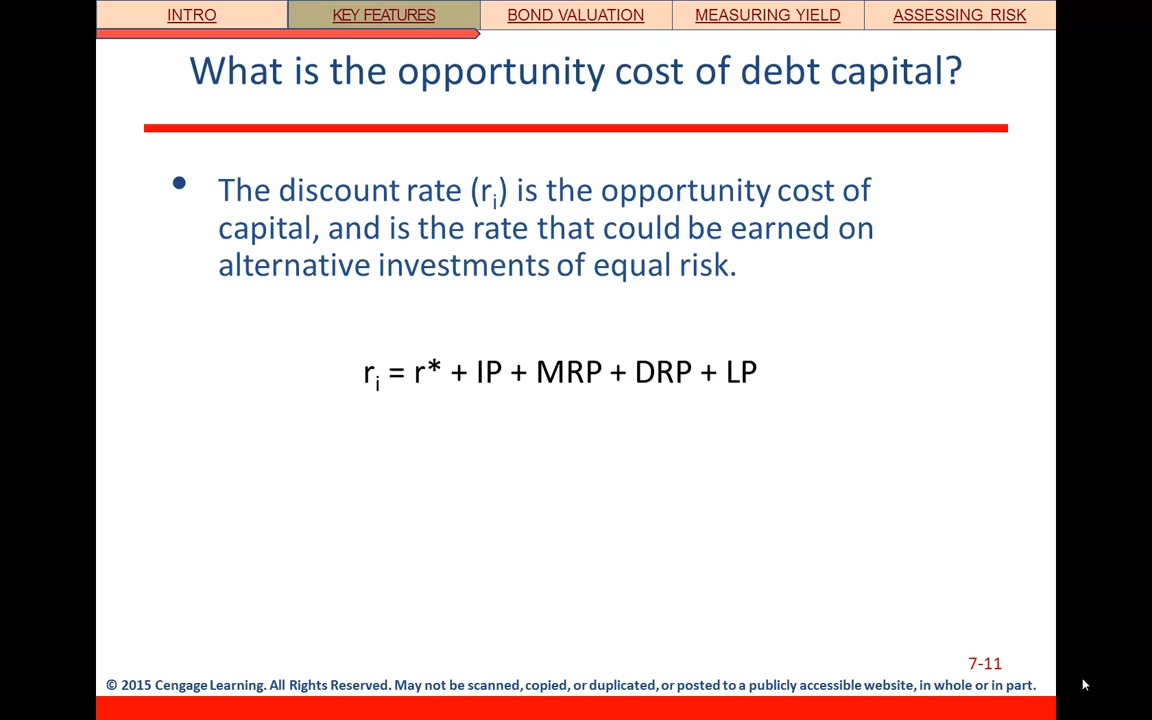 INTRO KEY FEATURES BOND VALUATION MEASURING YIELD ASSESSING RISK
What is the opportunity cost of debt capital?
• The discount rate (ri) is the opportunity cost of
capital, and is the rate that could be earned on
alternative investments of equal risk.
ri = r* + IP + MRP + DRP + LP
7-11
© 2015 Cengage Learning. All Rights Reserved. May not be scanned, copied, or duplicated, or posted to a publicly accessible website, in whole or in part.